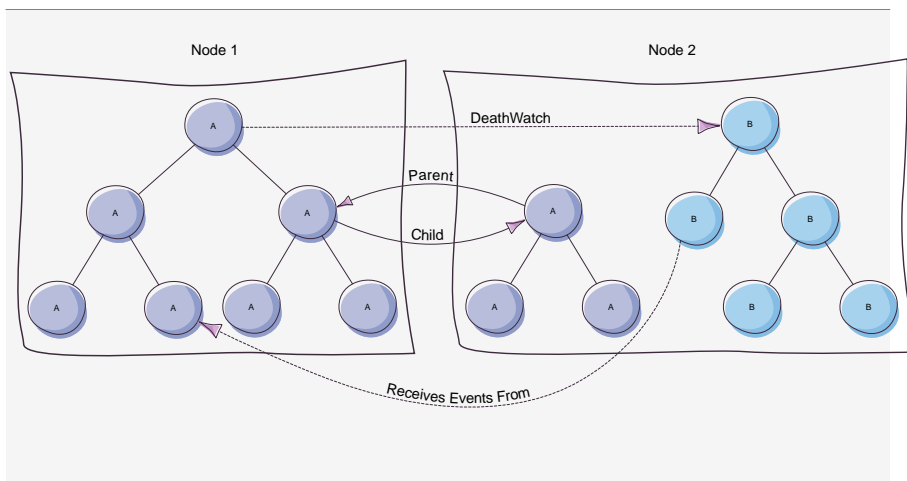 Node 1
Node 2
A
DeathWatch
B
Parent
A
A
A
B
B
Child
A
A
A
A
A
A
B
B
Receives Events From